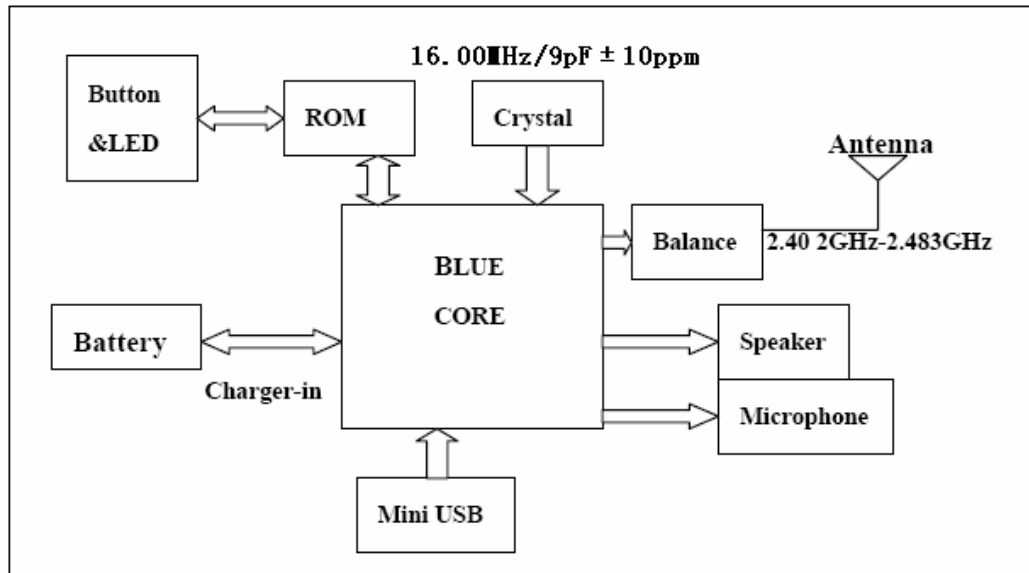 16.00MHz/9pF±10ppm
Button
&LED
ROM
Crystal
Antenna
Balance
2.40 2GHz-2.483GHz
BLUE
CORE
Battery
Charger-in
Speaker
Microphone
Mini USB